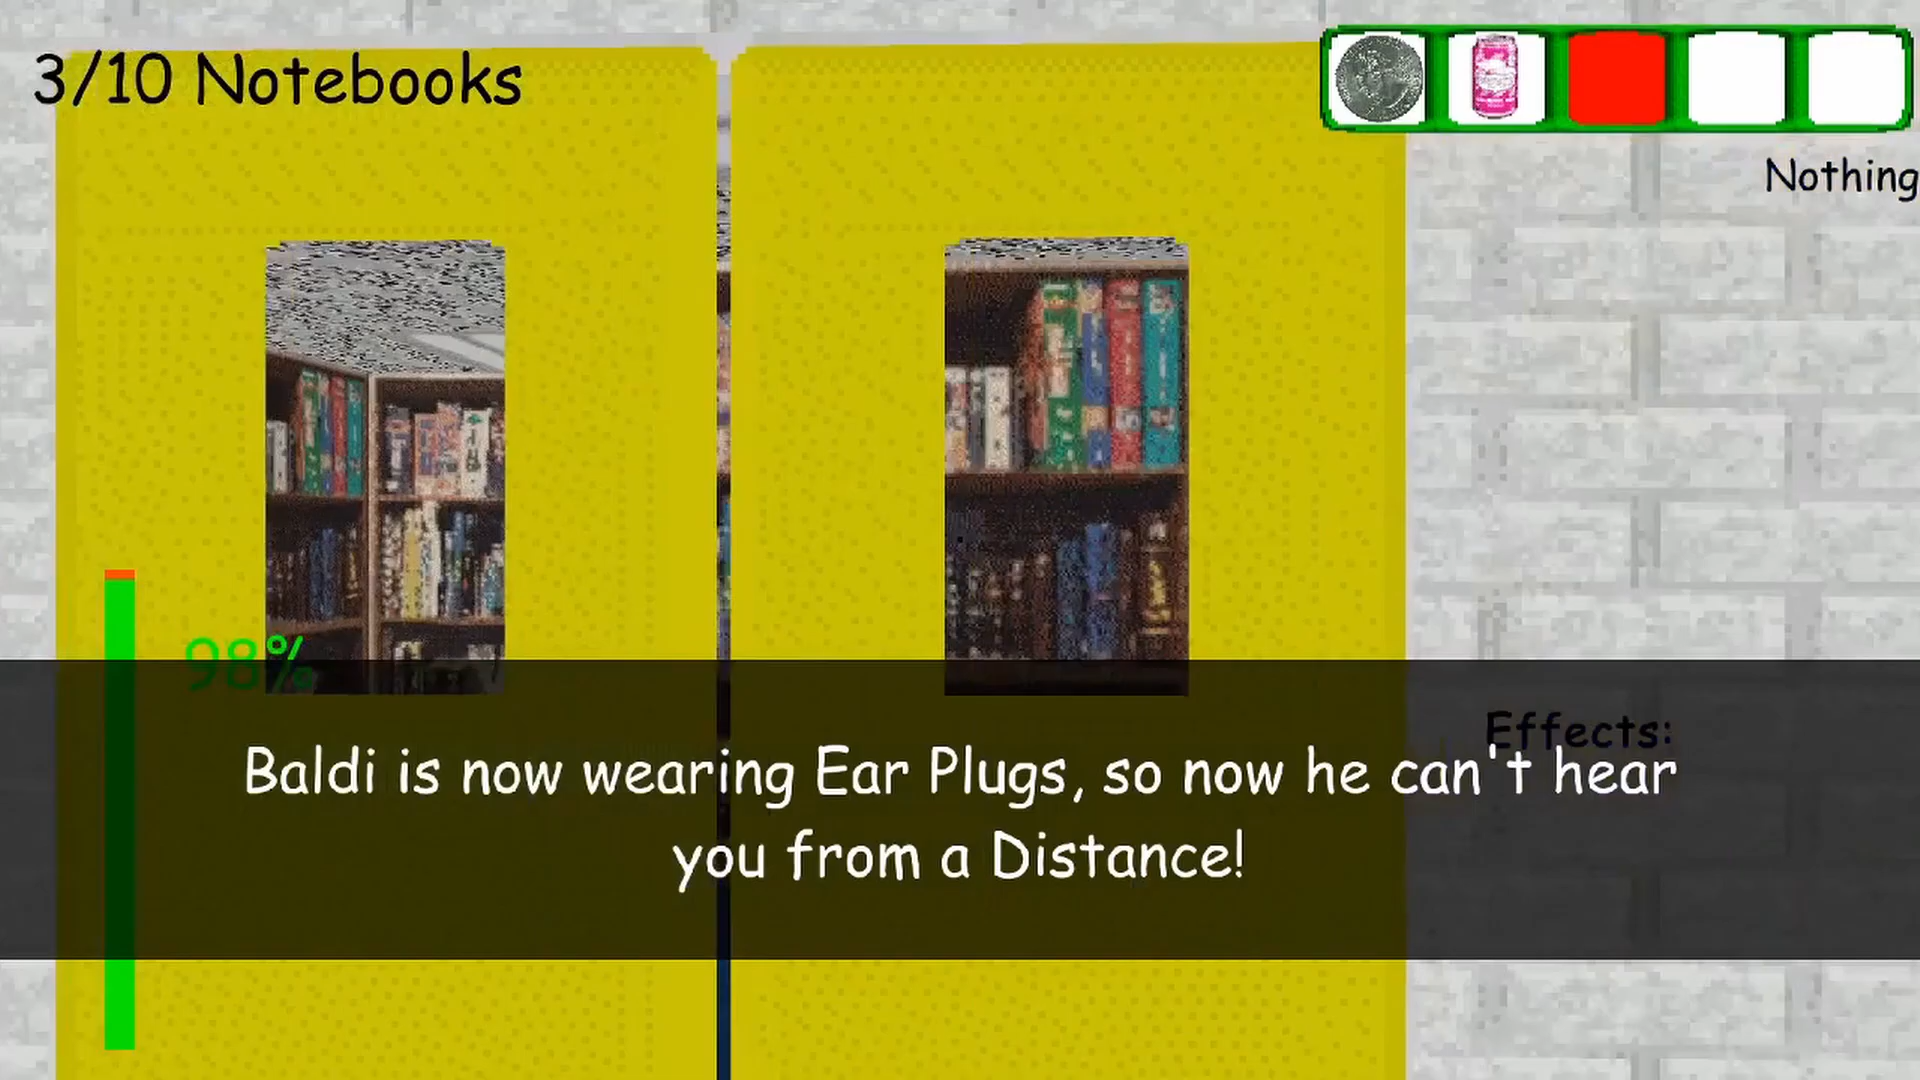 3/10 Notebooks
Nothing
98%
Effects:
Baldi is now wearing Ear Plugs, so now he can't hear
you from a Distance!